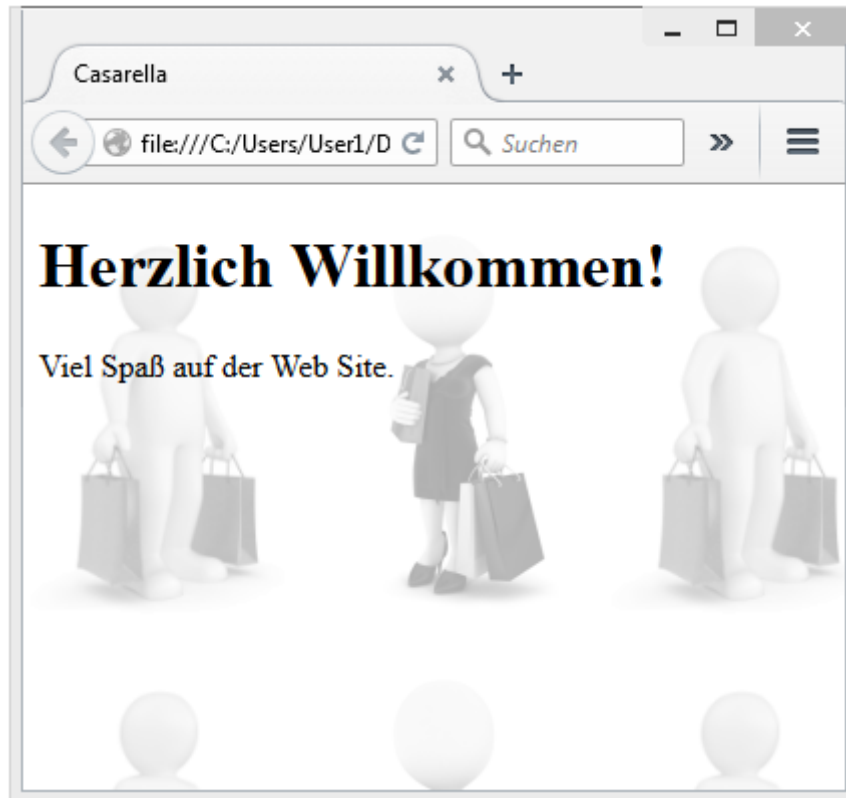 Casarella
file:///C:/Users/User1/D
Suchen
Herzlich Willkommen!
Viel Spaß auf der Web Site.